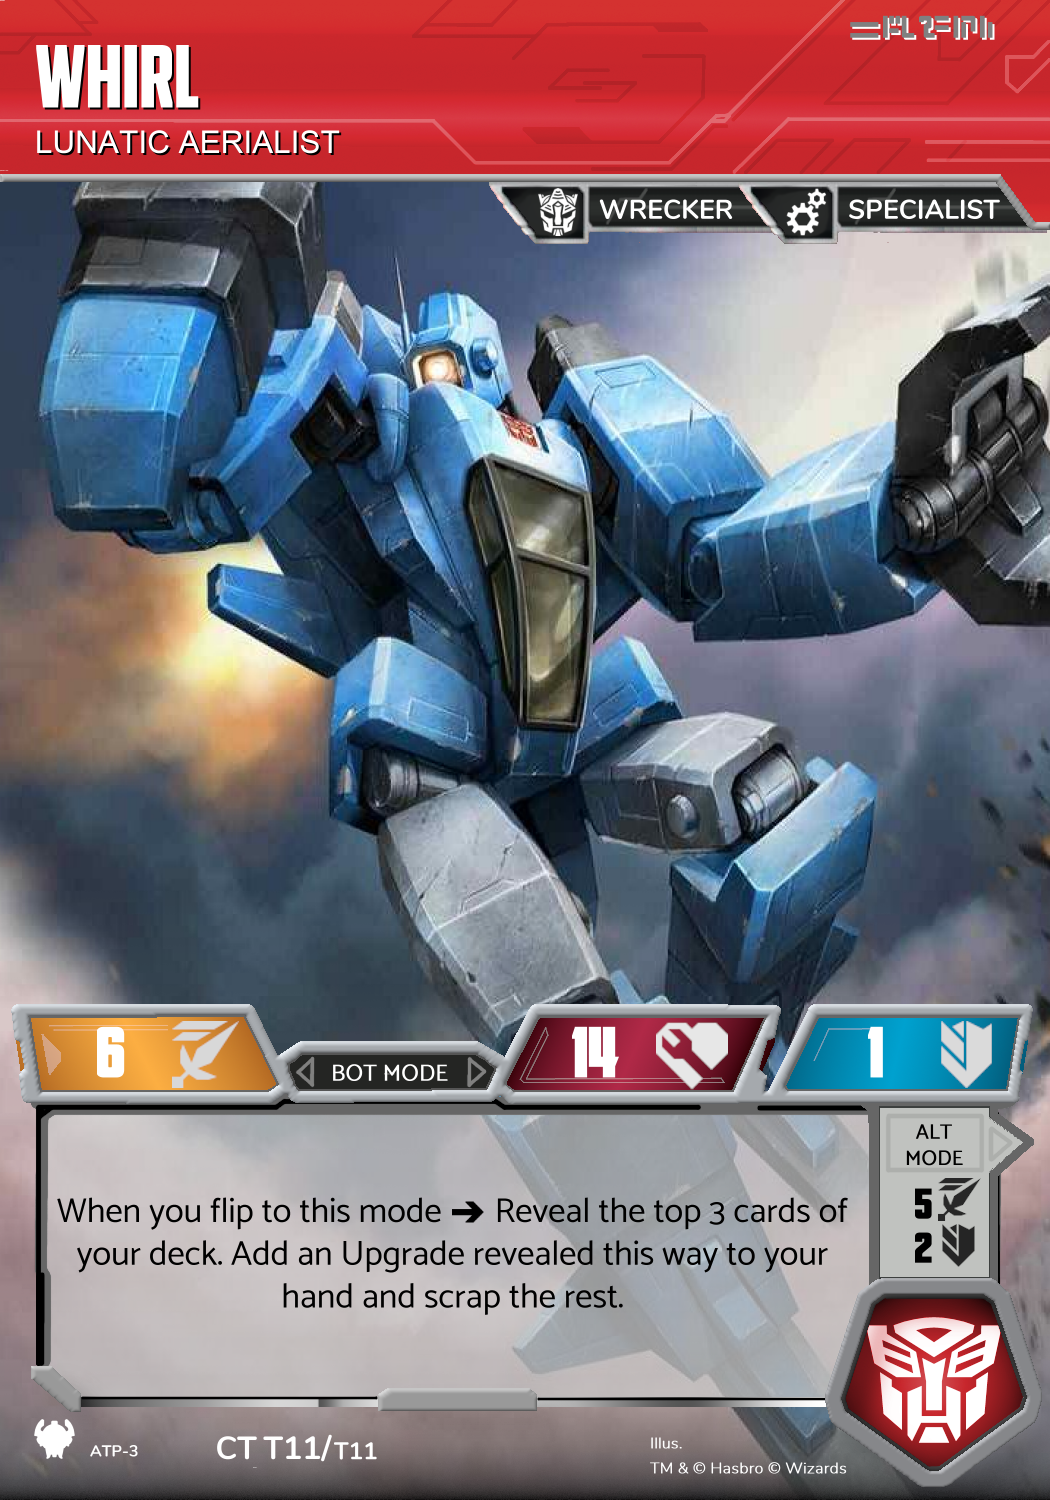 WHIRL
LUNATIC AERIALIST
WRECKER
SPECIALIST
6
BOT MODE
14
1
When you flip to this mode ➔ Reveal the top 3 cards of
your deck. Add an Upgrade revealed this way to your
hand and scrap the rest.
ALT
MODE
5
2
ATP-3
CT T11/T11
Illus.
TM & © Hasbro © Wizards